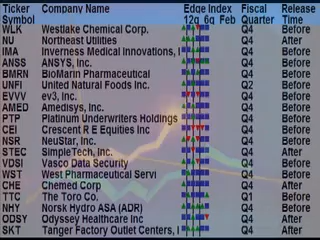 Ticker Symbol Company Name Edge Index 12q 6q Feb Fiscal Quarter Release Time
WLK Westlake Chemical Corp. Q4 Before
NU Northeast Utilities Q4 After
IMA Inverness Medical Innovations, I Q4 Before
ANSS ANSYS, Inc. Q4 Before
BMRN BioMarin Pharmaceutical Q4 Before
UNFI United Natural Foods Inc. Q2 Before
EVVV ev3, Inc. Q4 Before
AMED Amedisys, Inc. Q4 Before
PTP Platinum Underwriters Holdings Q4 Before
CEI Crescent R E Equities Inc Q4 Before
NSR NeuStar, Inc. Q4 Before
STEC SimpleTech, Inc. Q4 After
VDSI Vasco Data Security Q4 Before
WST West Pharmaceutical Servi Q4 Before
CHE Chemed Corp Q4 After
TTC The Toro Co. Q1 Before
NHY Norsk Hydro ASA (ADR) Q4 Before
ODSY Odyssey Healthcare Inc Q4 After
SKT Tanger Factory Outlet Centers, I Q4 After